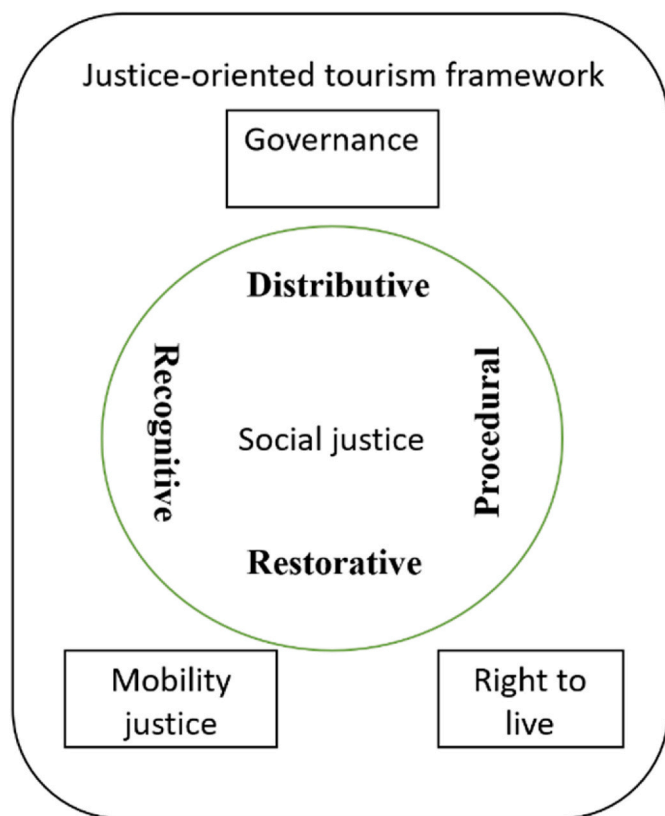 Justice-oriented tourism framework
Governance
Distributive
Recognitive
Social justice
Procedural
Restorative
Mobility
justice
Right to
live